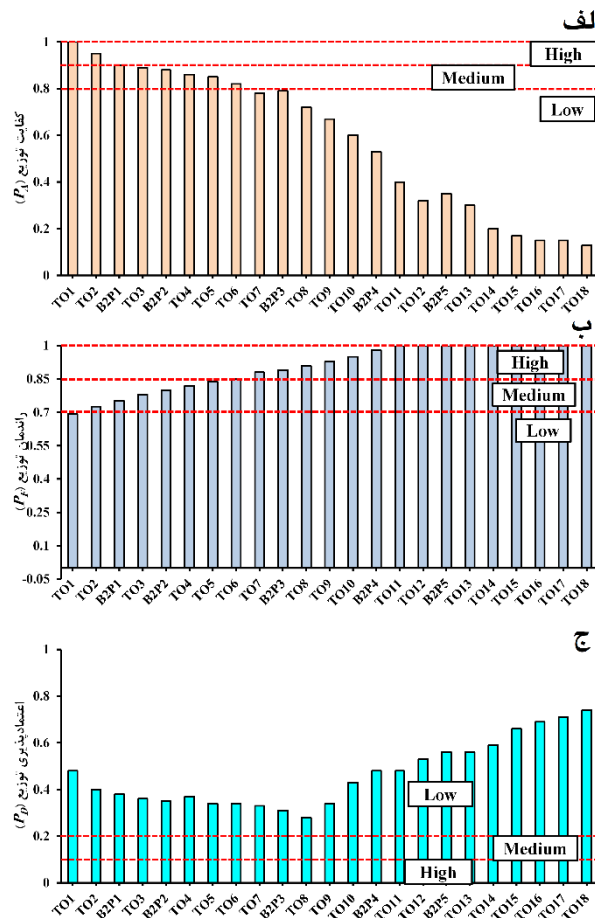 الف
1
0.8
0.6
0.4
0.2
0
کفایت توزیع (P_A)
High
Medium
Low
TO1 TO2 B2P1 TO3 B2P2 TO4 TO5 TO6 TO7 B2P3 TO8 TO9 TO10 B2P4 TO11 TO12 B2P5 TO13 TO14 TO15 TO16 TO17 TO18
ب
1
0.85
0.7
0.55
0.4
0.25
0.1
-0.05
راندمان توزیع (P_F)
High
Medium
Low
TO1 TO2 B2P1 TO3 B2P2 TO4 TO5 TO6 TO7 B2P3 TO8 TO9 TO10 B2P4 TO11 TO12 B2P5 TO13 TO14 TO15 TO16 TO17 TO18
ج
1
0.8
0.6
0.4
0.2
0
اعتمادپذیری توزیع (P_D)
Low
Medium
High
TO1 TO2 B2P1 TO3 B2P2 TO4 TO5 TO6 TO7 B2P3 TO8 TO9 TO10 B2P4 TO11 TO12 B2P5 TO13 TO14 TO15 TO16 TO17 TO18